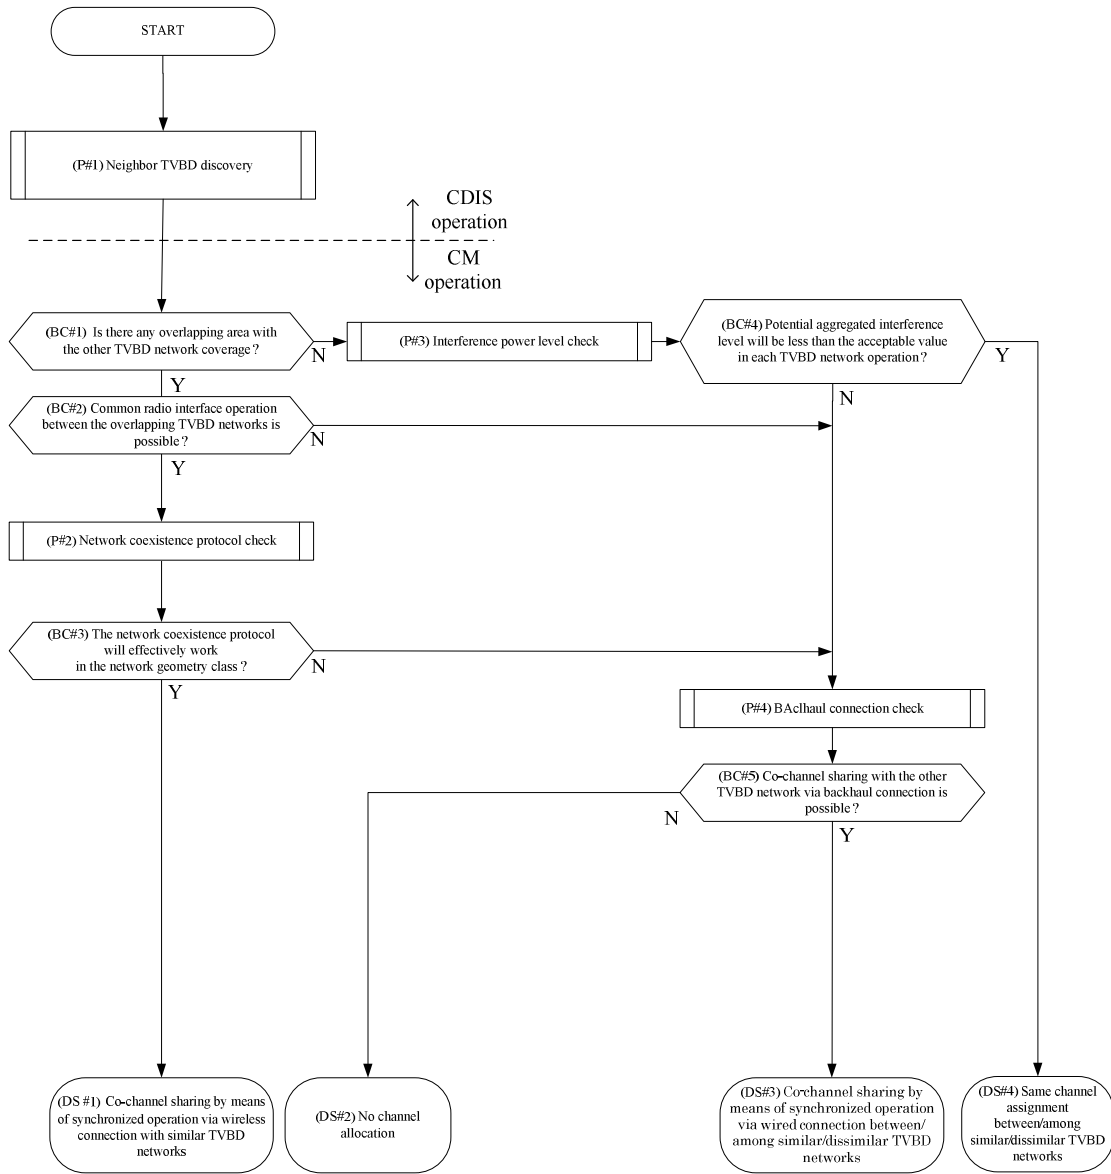 START
(P#1) Neighbor TVBD discovery
CDIS
operation
CM
operation
(BC#1) Is there any overlapping area with
the other TVBD network coverage ?
N
Y
(P#3) Interference power level check
(BC#4) Potential aggregated interference
level will be less than the acceptable value
in each TVBD network operation ?
Y
N
(BC#2) Common radio interface operation
between the overlapping TVBD networks is
possible ?
N
Y
(P#2) Network coexistence protocol check
(BC#3) The network coexistence protocol
will effectively work
in the network geometry class ?
N
Y
(P#4) BAclhaul connection check
(BC#5) Co-channel sharing with the other
TVBD network via backhaul connection is
possible ?
N
Y
(DS #1) Co-channel sharing by means
of synchronized operation via wireless
connection with similar TVBD
networks
(DS#2) No channel
allocation
(DS#3) Co-channel sharing by
means of synchronized operation
via wired connection between/
among similar/dissimilar TVBD
networks
(DS#4) Same channel
assignment
between/among
similar/dissimilar TVBD
networks